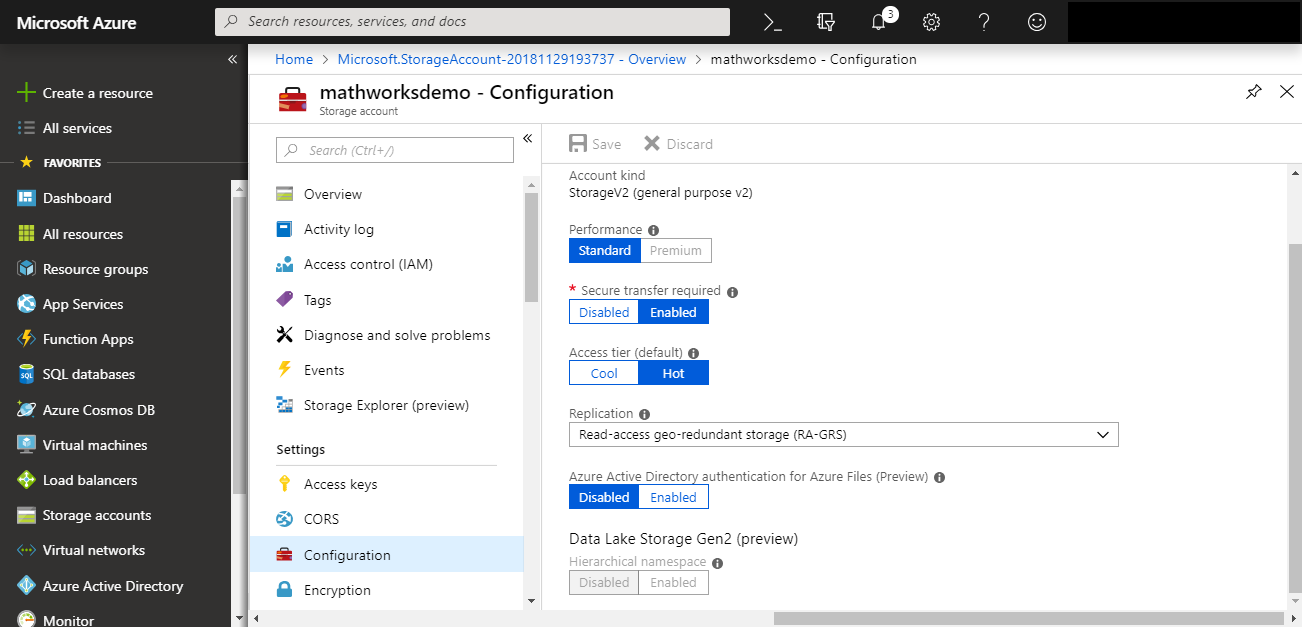 Microsoft Azure
Search resources, services, and docs
3
Home > Microsoft.StorageAccount-20181129193737 - Overview > mathworksdemo - Configuration
Create a resource
All services
FAVORITES
Dashboard
All resources
Resource groups
App Services
Function Apps
SQL databases
Azure Cosmos DB
Virtual machines
Load balancers
Storage accounts
Virtual networks
Azure Active Directory
Monitor
mathworksdemo - Configuration
Storage account
Search (Ctrl+/)
Overview
Activity log
Access control (IAM)
Tags
Diagnose and solve problems
Events
Storage Explorer (preview)
Settings
Access keys
CORS
Configuration
Encryption
Save Discard
Account kind
StorageV2 (general purpose v2)
Performance
Standard Premium
* Secure transfer required
Disabled Enabled
Access tier (default)
Cool Hot
Replication
Read-access geo-redundant storage (RA-GRS)
Azure Active Directory authentication for Azure Files (Preview)
Disabled Enabled
Data Lake Storage Gen2 (preview)
Hierarchical namespace
Disabled Enabled